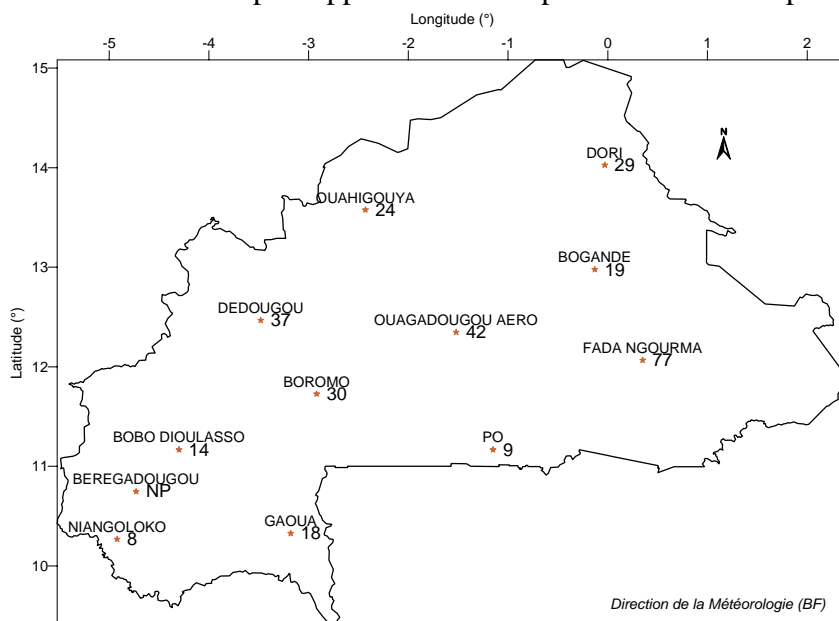 Longitude (°)
-5 -4 -3 -2 -1 0 1 2
15
N
DORI
29
14
OUAHIGOUYA
24
BOGANDE
19
13
DEDOUGOU
37
OUAGADOUGOU AERO
42
FADA NGOURMA
77
Latitude (°)
12
BOROMO
30
BOBO DIOULASSO
14
PO
9
11
BEREGADOUGOU
NP
NIANGOLOKO
8
GAOUA
18
10
Direction de la Météorologie (BF)